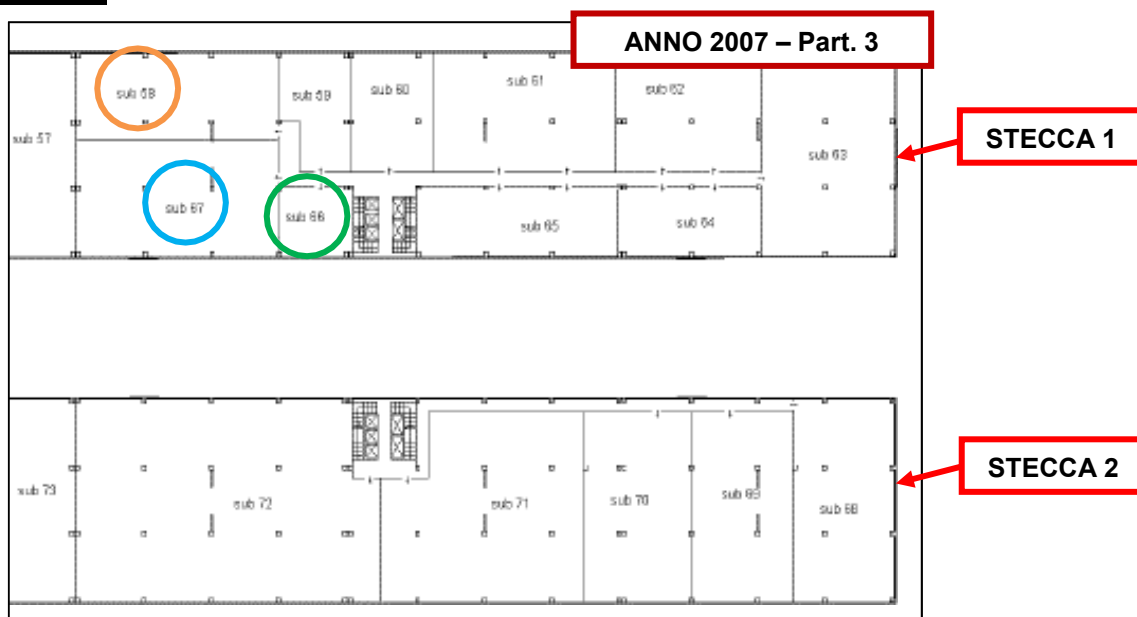 ANNO 2007 – Part. 3
sub 58
sub 59
sub 60
sub 61
sub 62
STECCA 1
sub 57
sub 63
sub 67
sub 66
sub 65
sub 64
STECCA 2
sub 73
sub 72
sub 71
sub 70
sub 69
sub 68